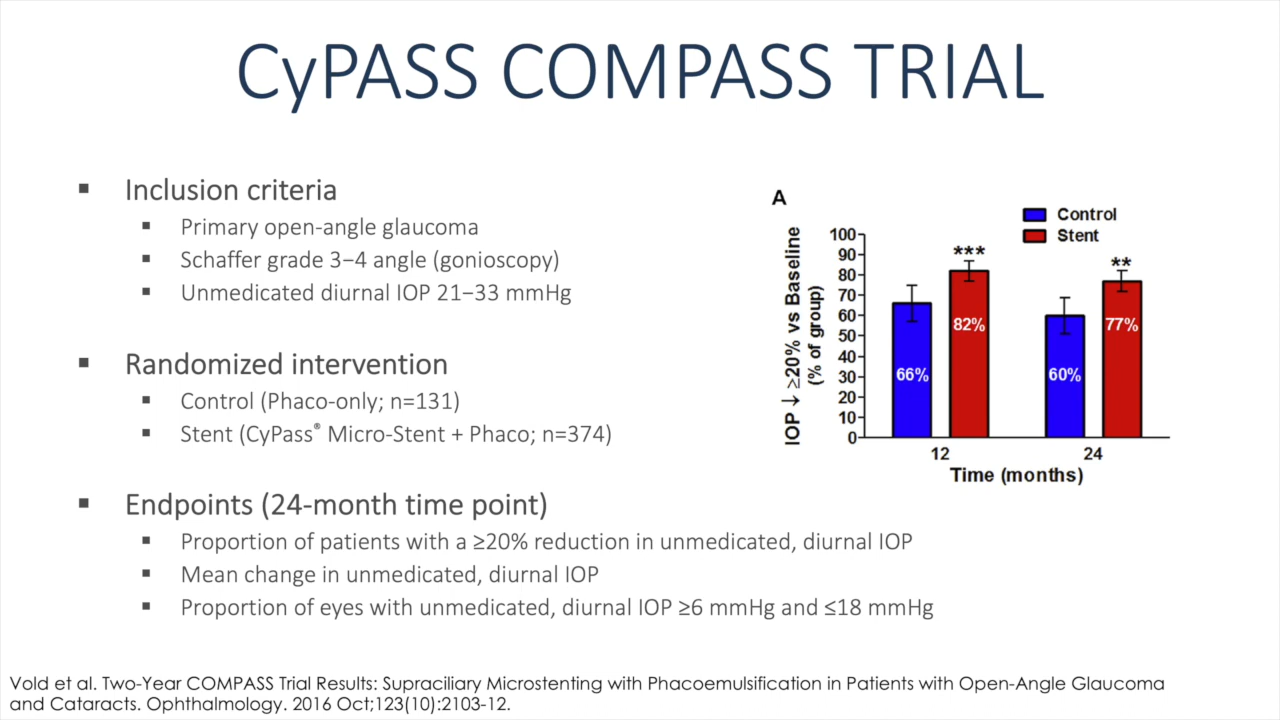 CyPASS COMPASS TRIAL
▪ Inclusion criteria
▪ Primary open-angle glaucoma
▪ Schaffer grade 3−4 angle (gonioscopy)
▪ Unmedicated diurnal IOP 21−33 mmHg
▪ Randomized intervention
▪ Control (Phaco-only; n=131)
▪ Stent (CyPass® Micro-Stent + Phaco; n=374)
▪ Endpoints (24-month time point)
▪ Proportion of patients with a ≥20% reduction in unmedicated, diurnal IOP
▪ Mean change in unmedicated, diurnal IOP
▪ Proportion of eyes with unmedicated, diurnal IOP ≥6 mmHg and ≤18 mmHg
A
Control
Stent
IOP ↓ ≥20% vs Baseline
(% of group)
100
90
80
70
60
50
40
30
20
10
0
***
**
66%
82%
60%
77%
12
24
Time (months)
Vold et al. Two-Year COMPASS Trial Results: Supraciliary Microstenting with Phacoemulsification in Patients with Open-Angle Glaucoma
and Cataracts. Ophthalmology. 2016 Oct;123(10):2103-12.